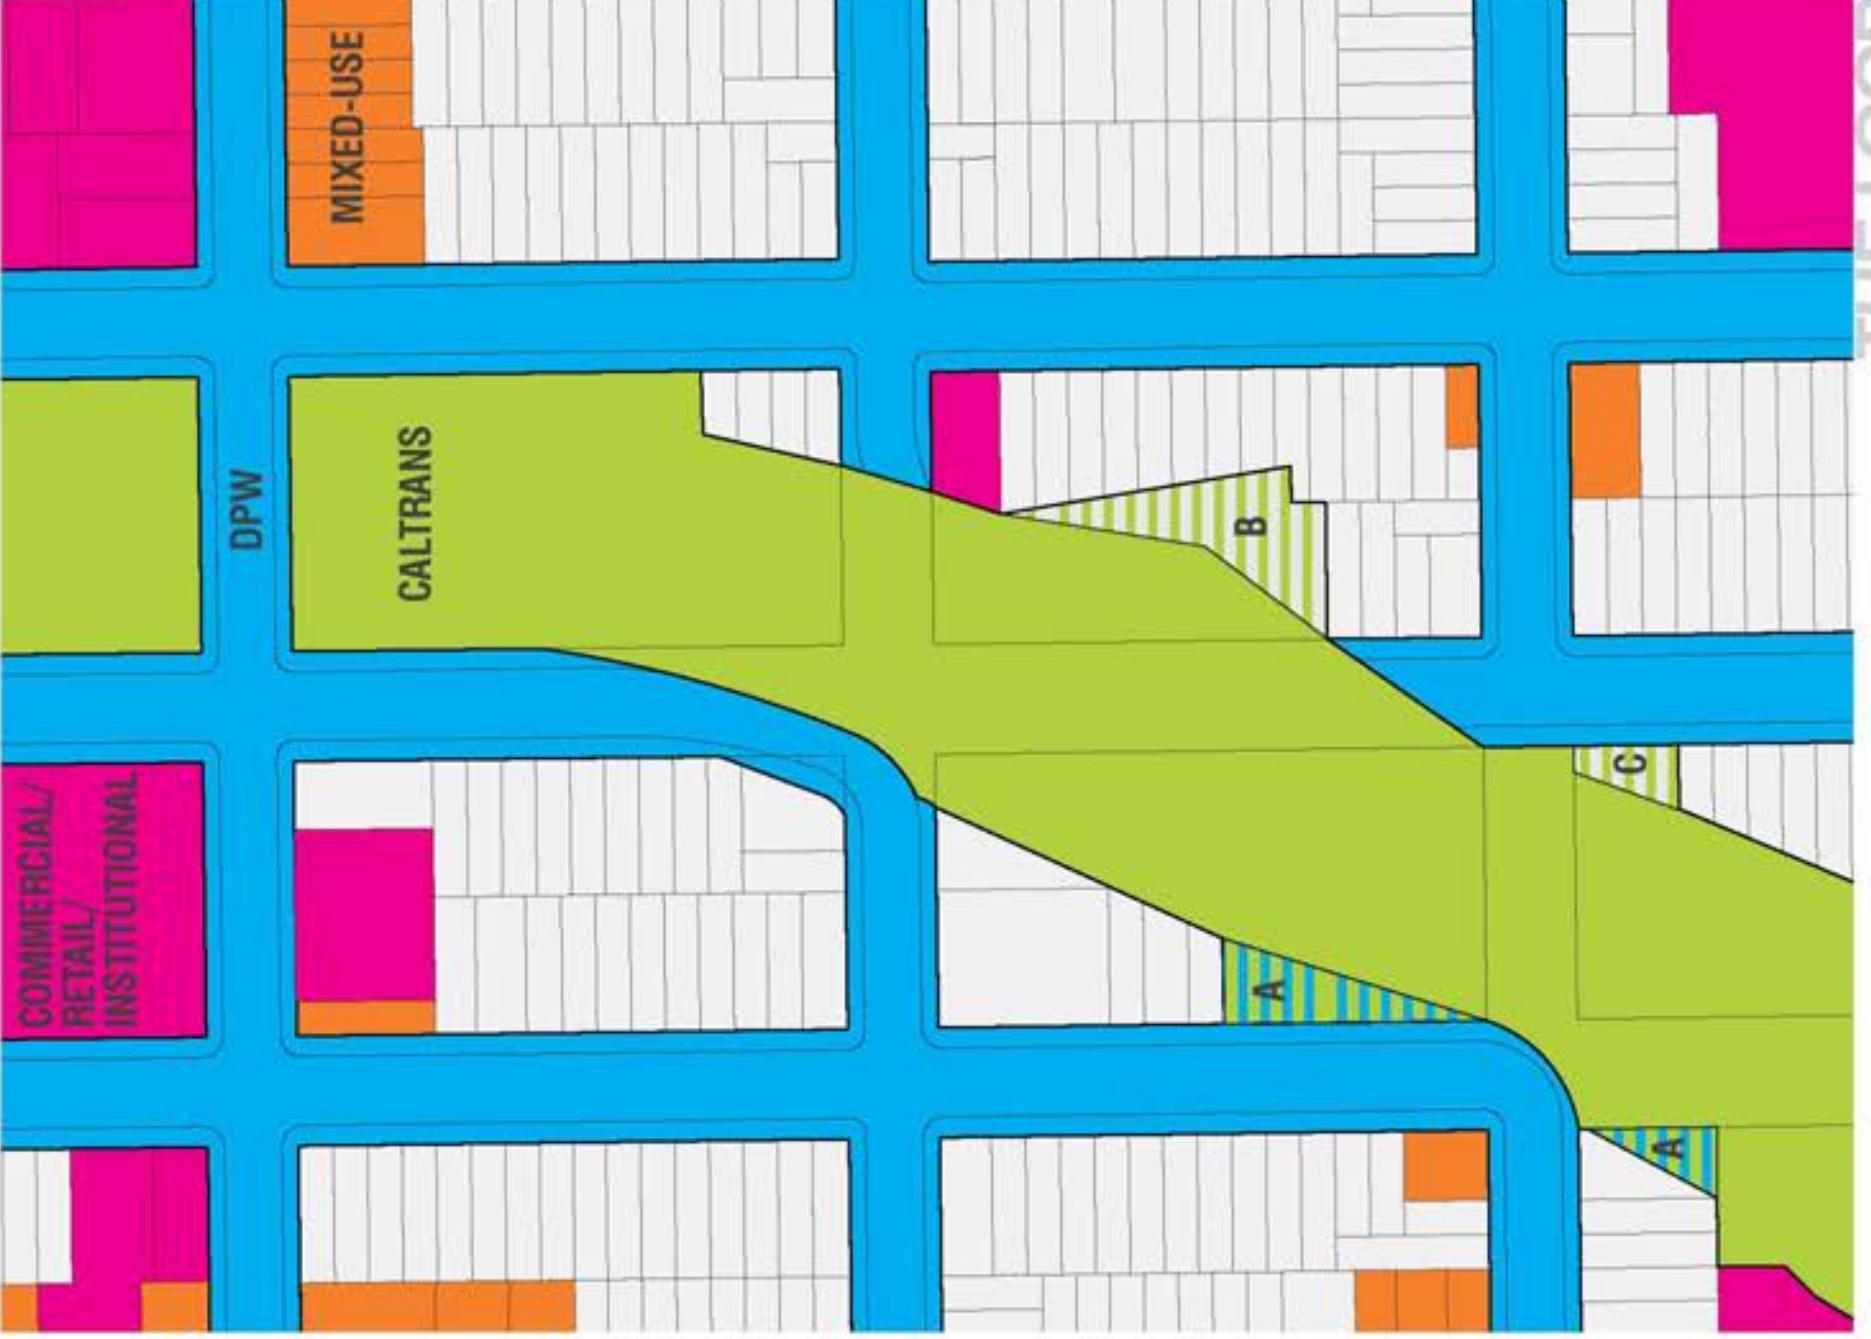 MIXED-USE
DPW
CALTRANS
B
C
COMMERCIAL/
RETAIL/
INSTITUTIONAL
A
A